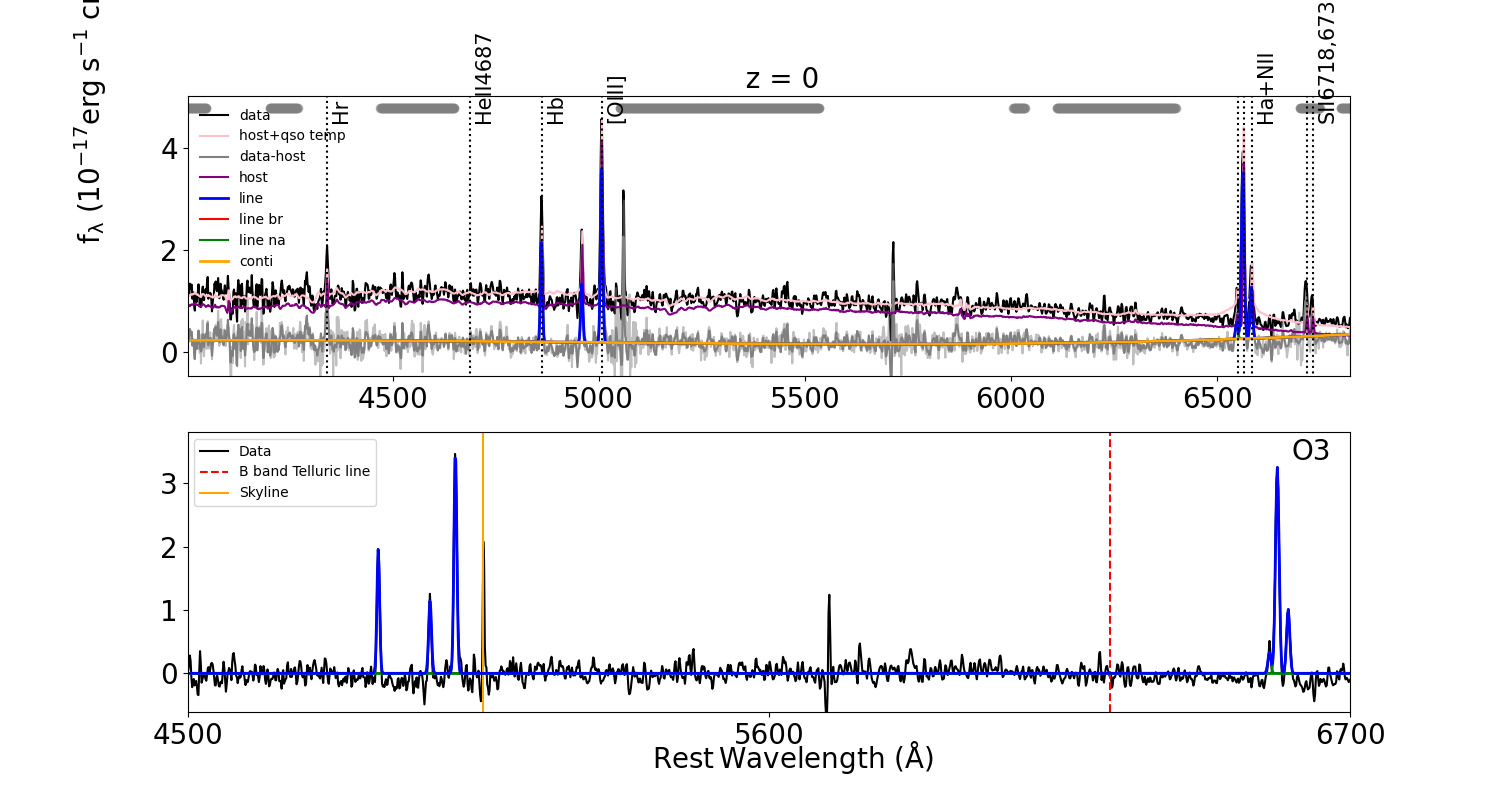 z = 0
f_λ (10⁻¹⁷erg s⁻¹
Hr
HeII4687
Hb
[OIII]
Ha+NII
SII6718,673
data
host+qso temp
data-host
host
line
line br
line na
conti
4
2
0
4500
5000
5500
6000
6500
O3
Data
B band Telluric line
Skyline
3
2
1
0
4500
5600
6700
Rest Wavelength (Å)